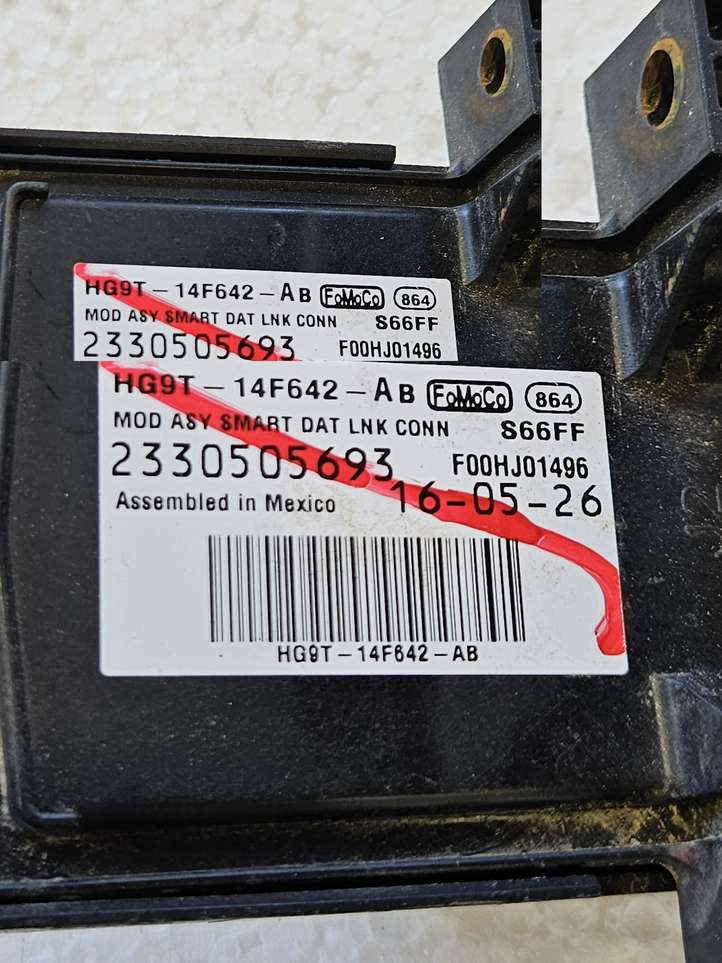 HG9T-14F642-AB FoMoCo 864
MOD ASY SMART DAT LNK CONN S66FF
2330505693 F00HJ01496
HG9T-14F642-AB FoMoCo 864
MOD ASY SMART DAT LNK CONN S66FF
2330505693 F00HJ01496
Assembled in Mexico 16-05-26
HG9T-14F642-AB